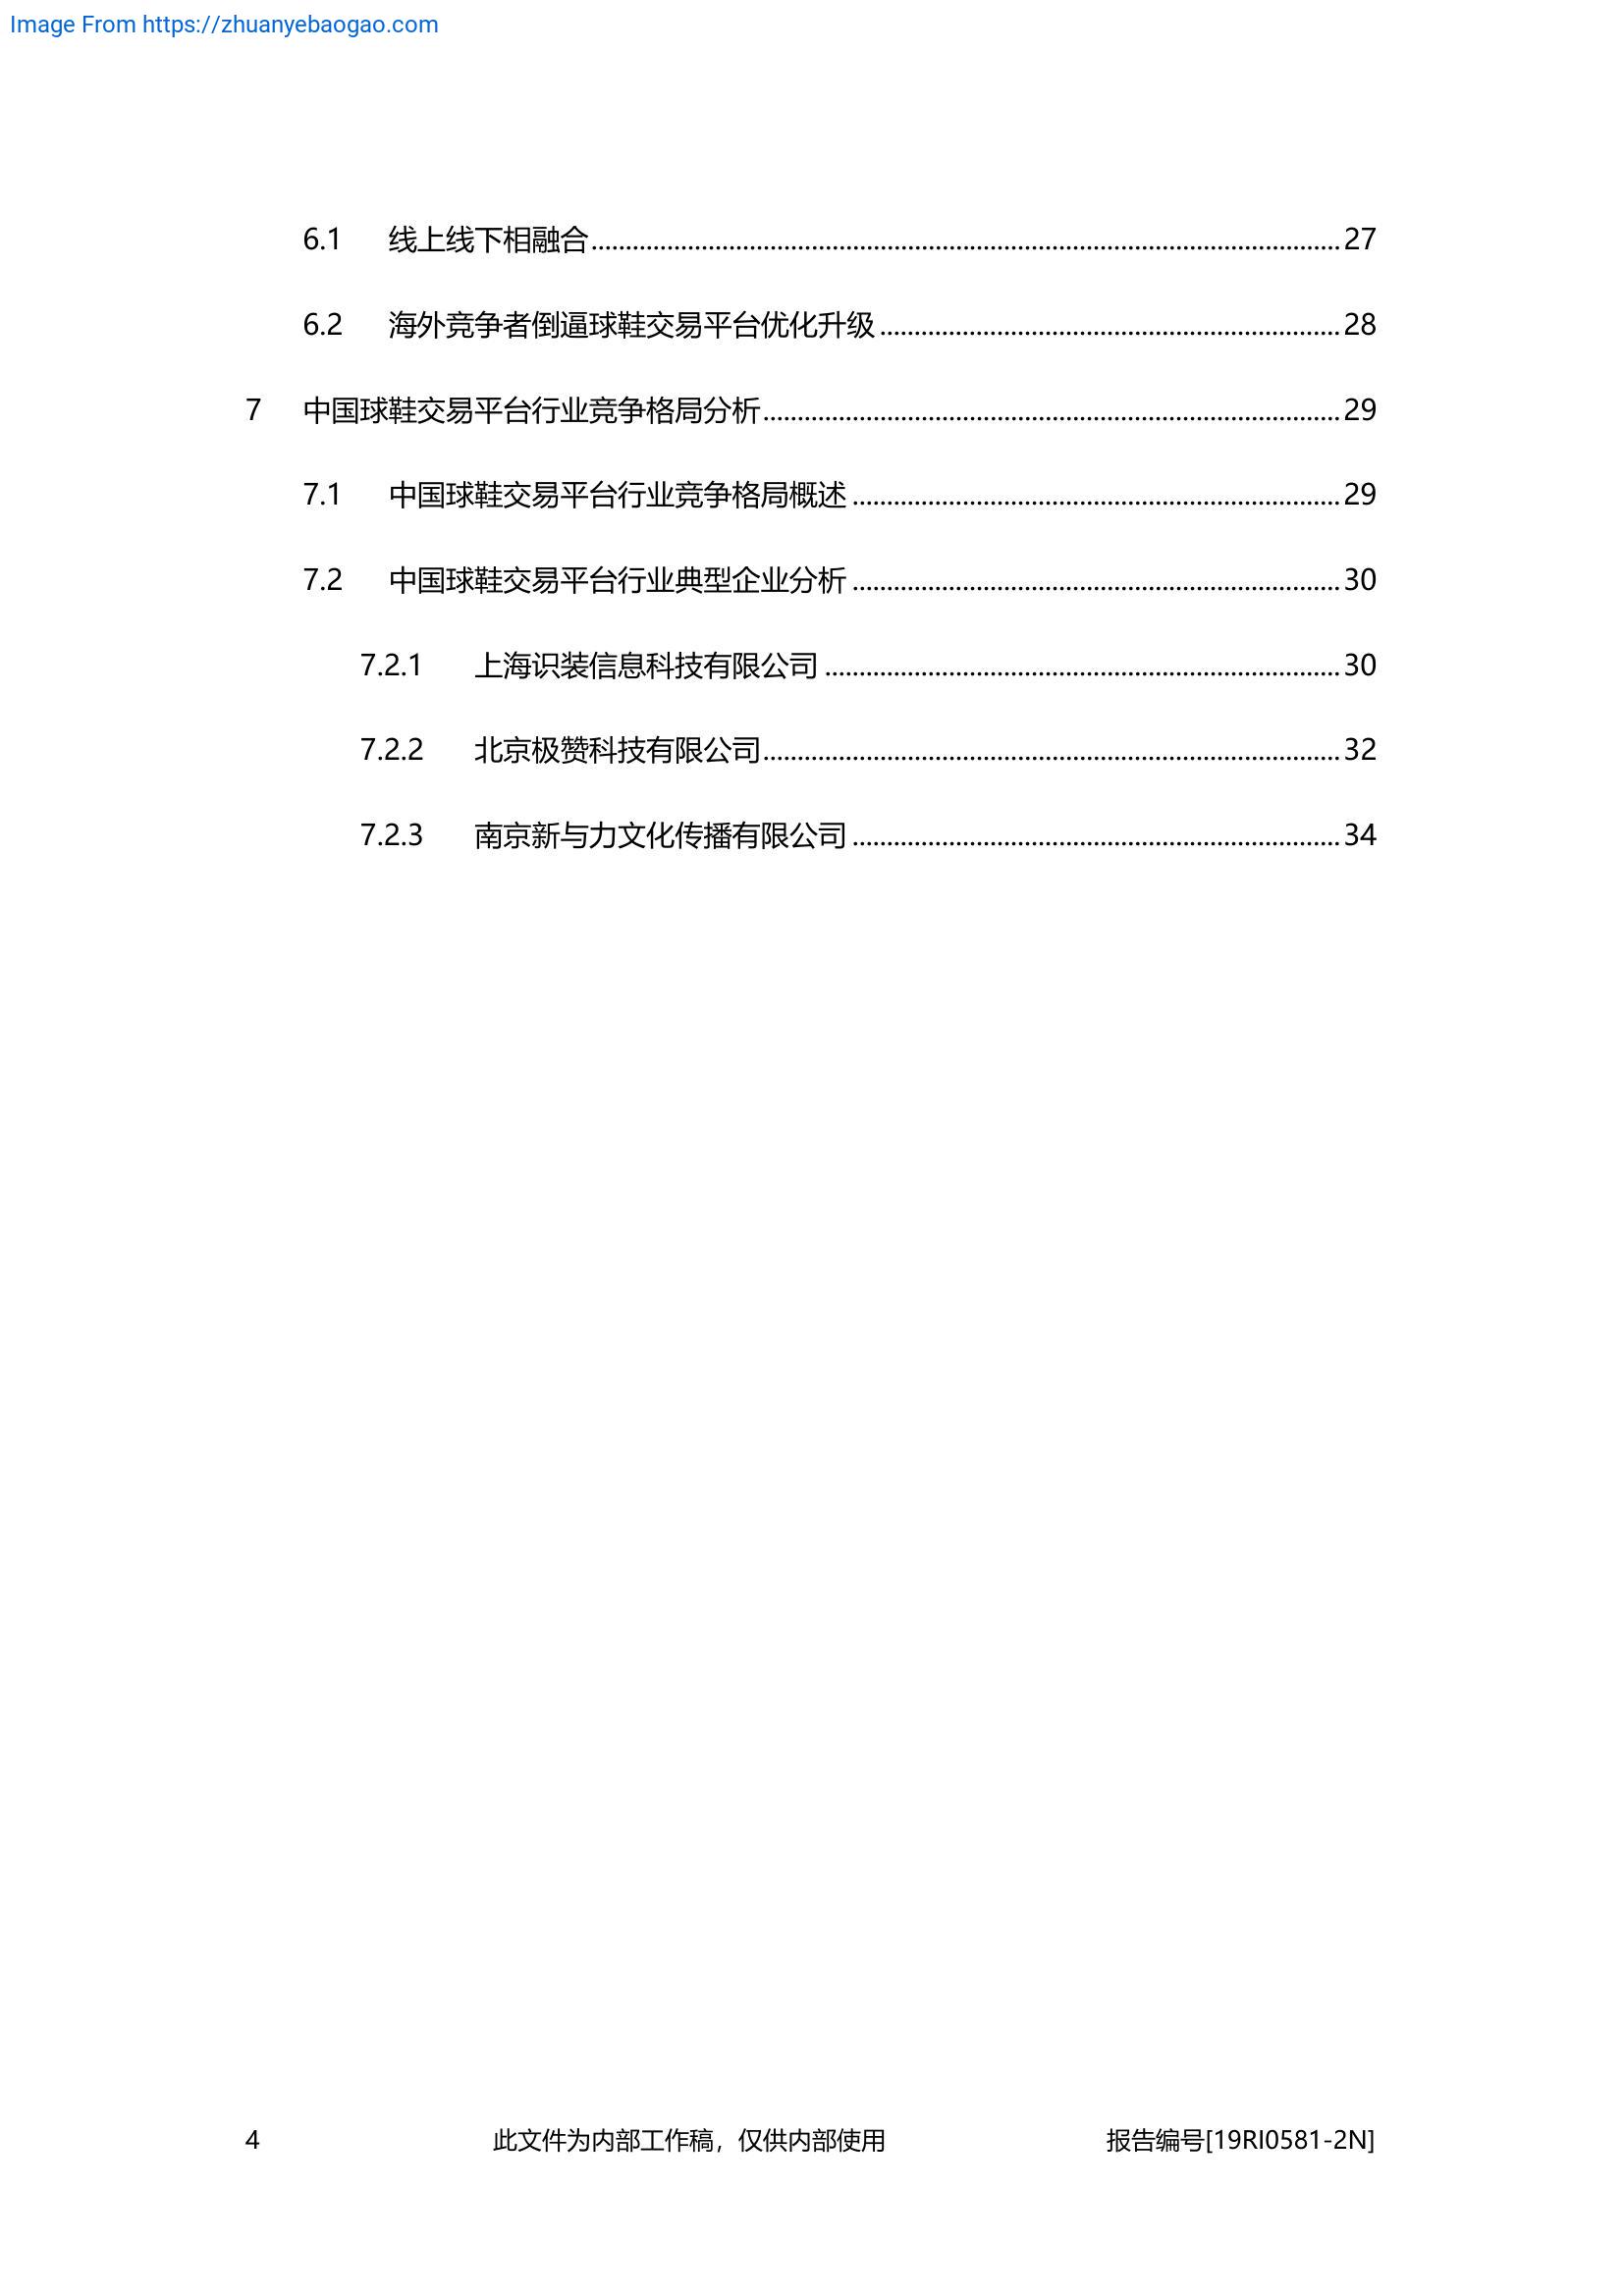 Image From https://zhuanyebaogao.com
6.1 线上线下相融合........................................................................................................27
6.2 海外竞争者倒逼球鞋交易平台优化升级................................................................28
7 中国球鞋交易平台行业竞争格局分析................................................................................29
7.1 中国球鞋交易平台行业竞争格局概述....................................................................29
7.2 中国球鞋交易平台行业典型企业分析....................................................................30
7.2.1 上海识装信息科技有限公司........................................................................30
7.2.2 北京极赞科技有限公司................................................................................32
7.2.3 南京新与力文化传播有限公司....................................................................34
4 此文件为内部工作稿，仅供内部使用 报告编号[19RI0581-2N]